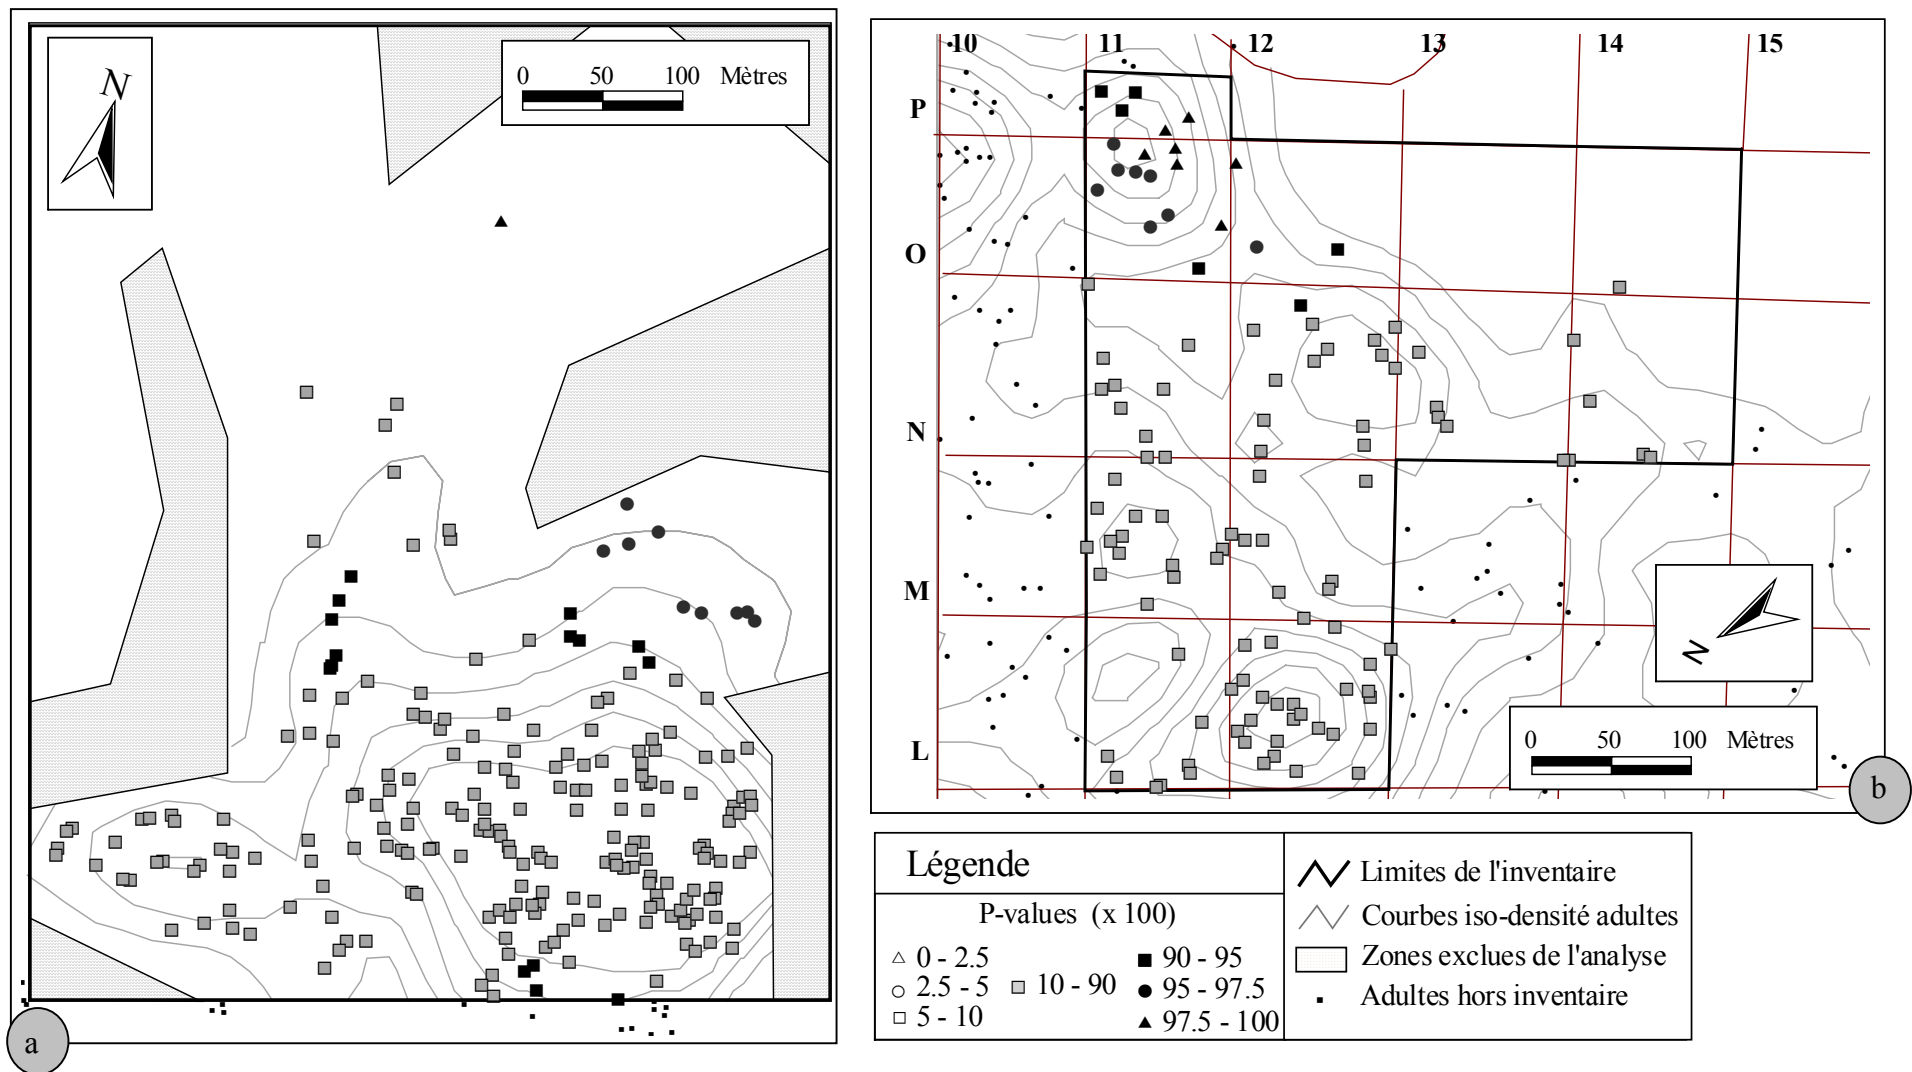 N
0 50 100 Mètres
a
10 11 12 13 14 15
P
O
N
M
L
N
0 50 100 Mètres
b
Légende
P-values (x 100)
0 - 2.5
2.5 - 5
5 - 10
10 - 90
90 - 95
95 - 97.5
97.5 - 100
Limites de l'inventaire
Courbes iso-densité adultes
Zones exclues de l'analyse
Adultes hors inventaire